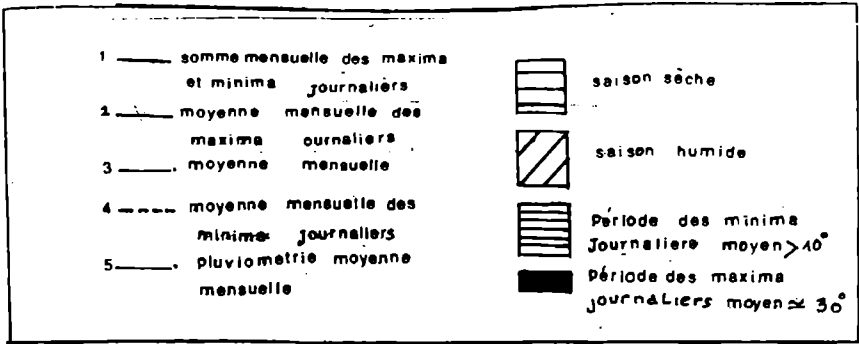 1 somme mensuelle des maxima
et minima journaliers
2 moyenne mensuelle des
maxima ournaliers
3 moyenne mensuelle
4 moyenne mensuelle des
minima journaliers
5 pluviometrie moyenne
mensuelle
saison sèche
saison humide
Période des minima
Journaliere moyen > 10°
Période des maxima
journaliers moyen ≃ 30°